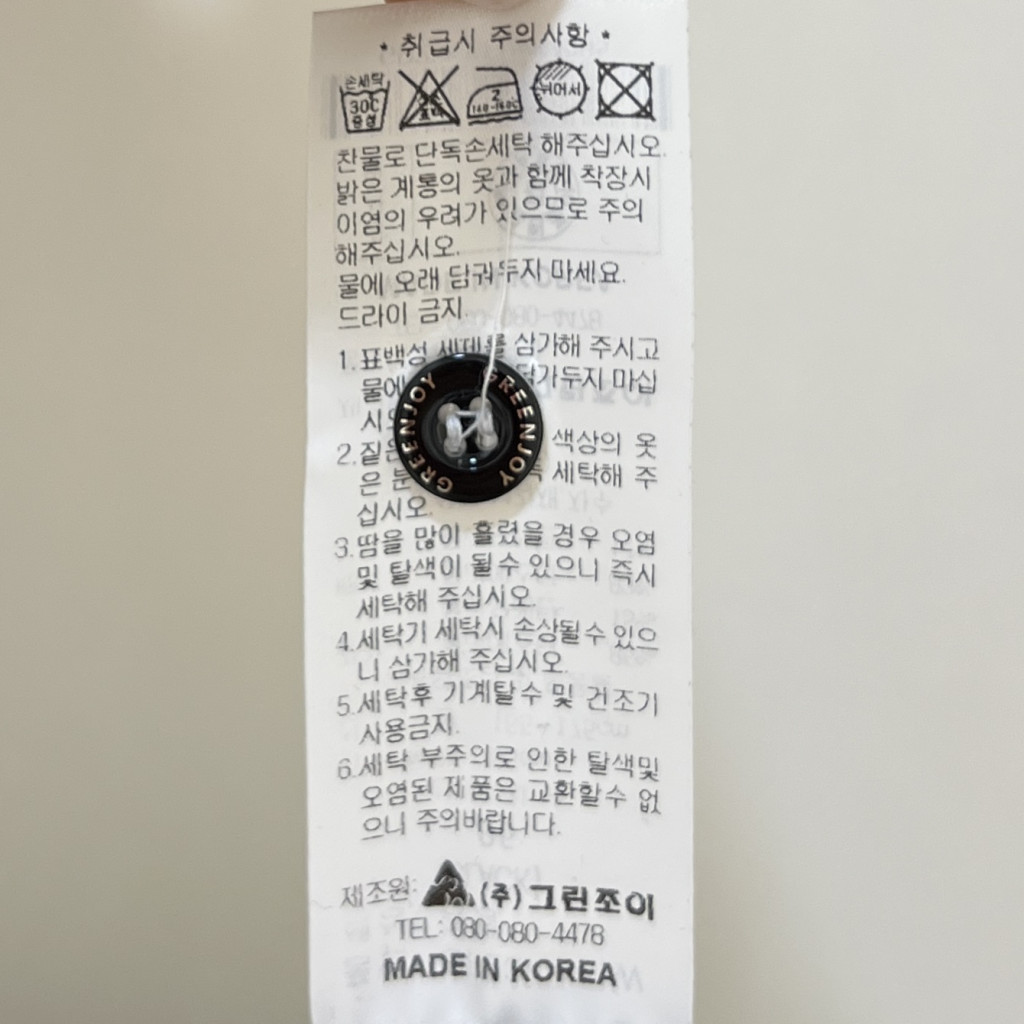 * 취급시 주의사항 *
손세탁
30℃
중성
2
140-160℃
뉘어서
찬물로 단독손세탁 해주십시오.
밝은 계통의 옷과 함께 착장시
이염의 우려가 있으므로 주의
해주십시오.
물에 오래 담궈두지 마세요.
드라이 금지.
1. 표백성 세제를 삼가해 주시고
물에 담가두지 마십
시오
2. 짙은 색상의 옷
은 세탁해 주
십시오.
3. 땀을 많이 흘렸을 경우 오염
및 탈색이 될수 있으니 즉시
세탁해 주십시오.
4. 세탁기 세탁시 손상될수 있으
니 삼가해 주십시오.
5. 세탁후 기계탈수 및 건조기
사용금지.
6. 세탁 부주의로 인한 탈색및
오염된 제품은 교환할수 없
으니 주의바랍니다.
GREENJOY GREENJOY
제조원: (주)그린조이
TEL: 080-080-4478
MADE IN KOREA